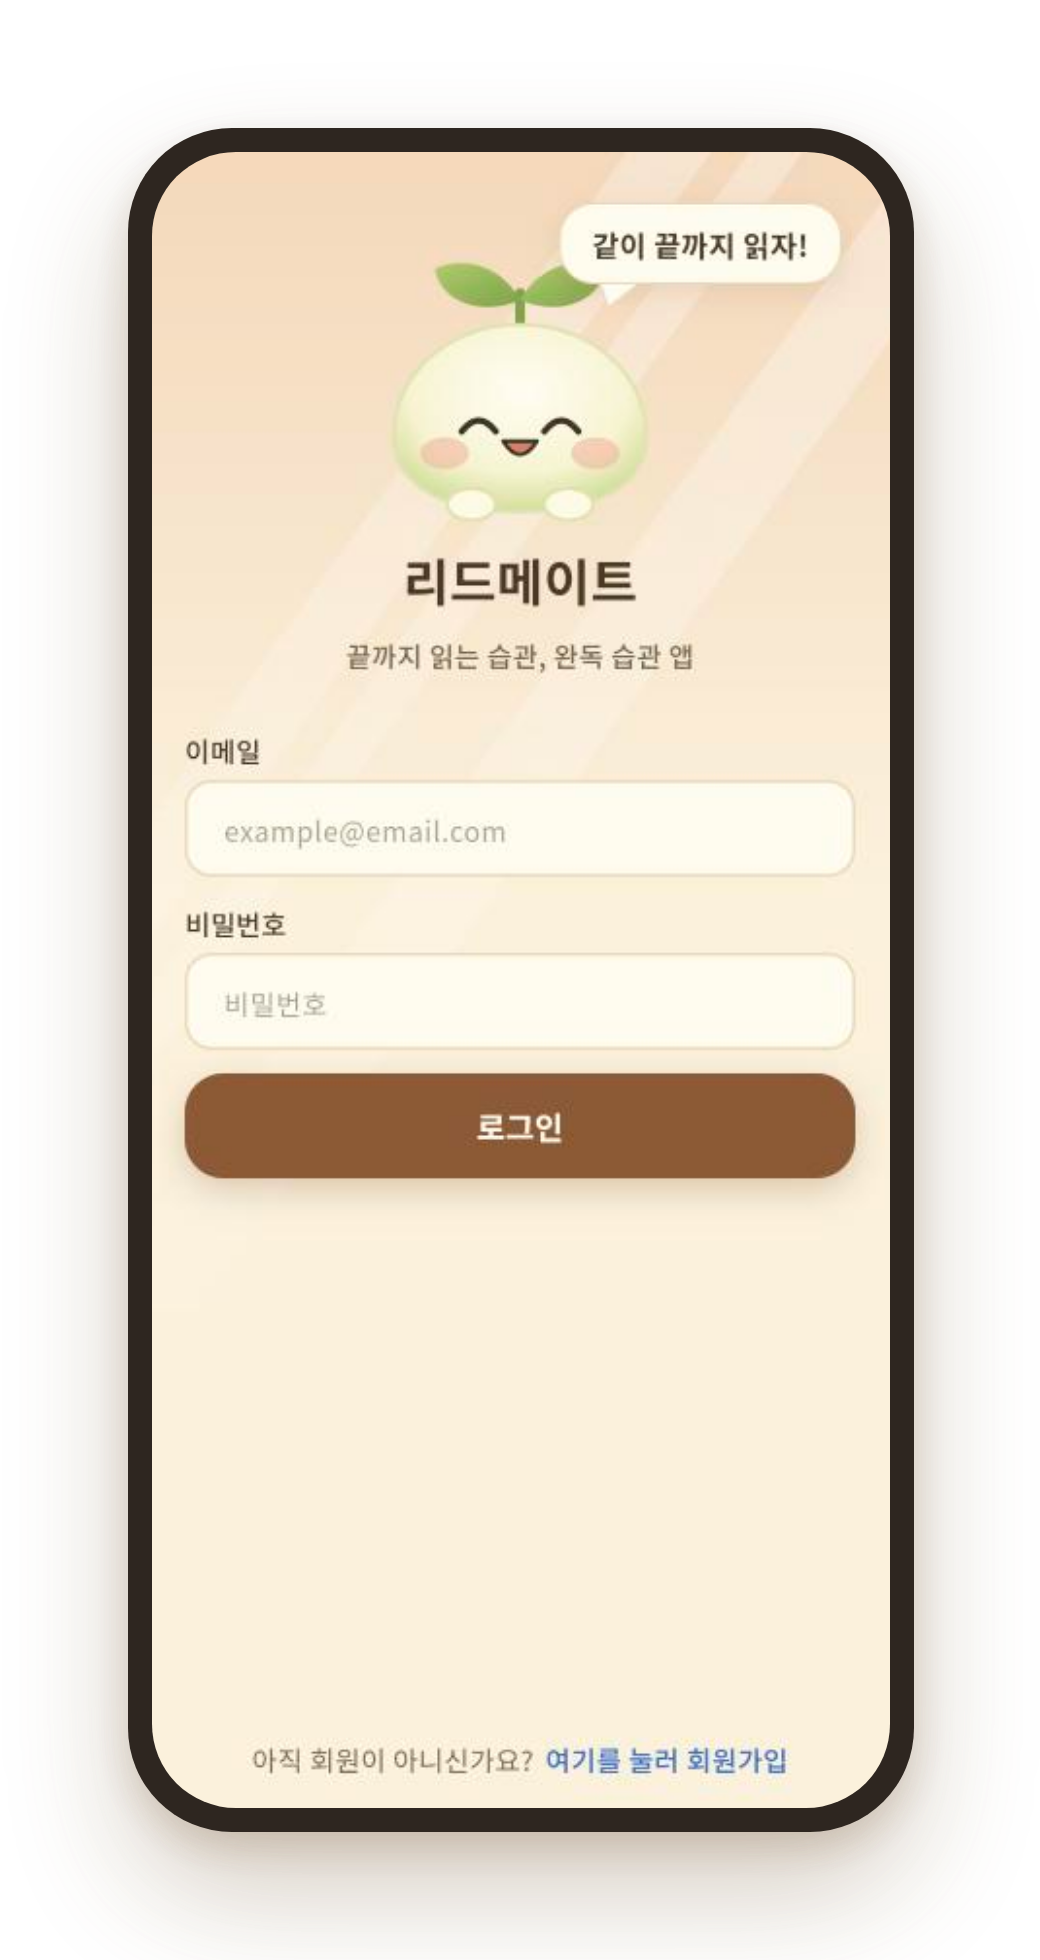 같이 끝까지 읽자!
리드메이트
끝까지 읽는 습관, 완독 습관 앱
이메일
example@email.com
비밀번호
비밀번호
로그인
아직 회원이 아니신가요? 여기를 눌러 회원가입